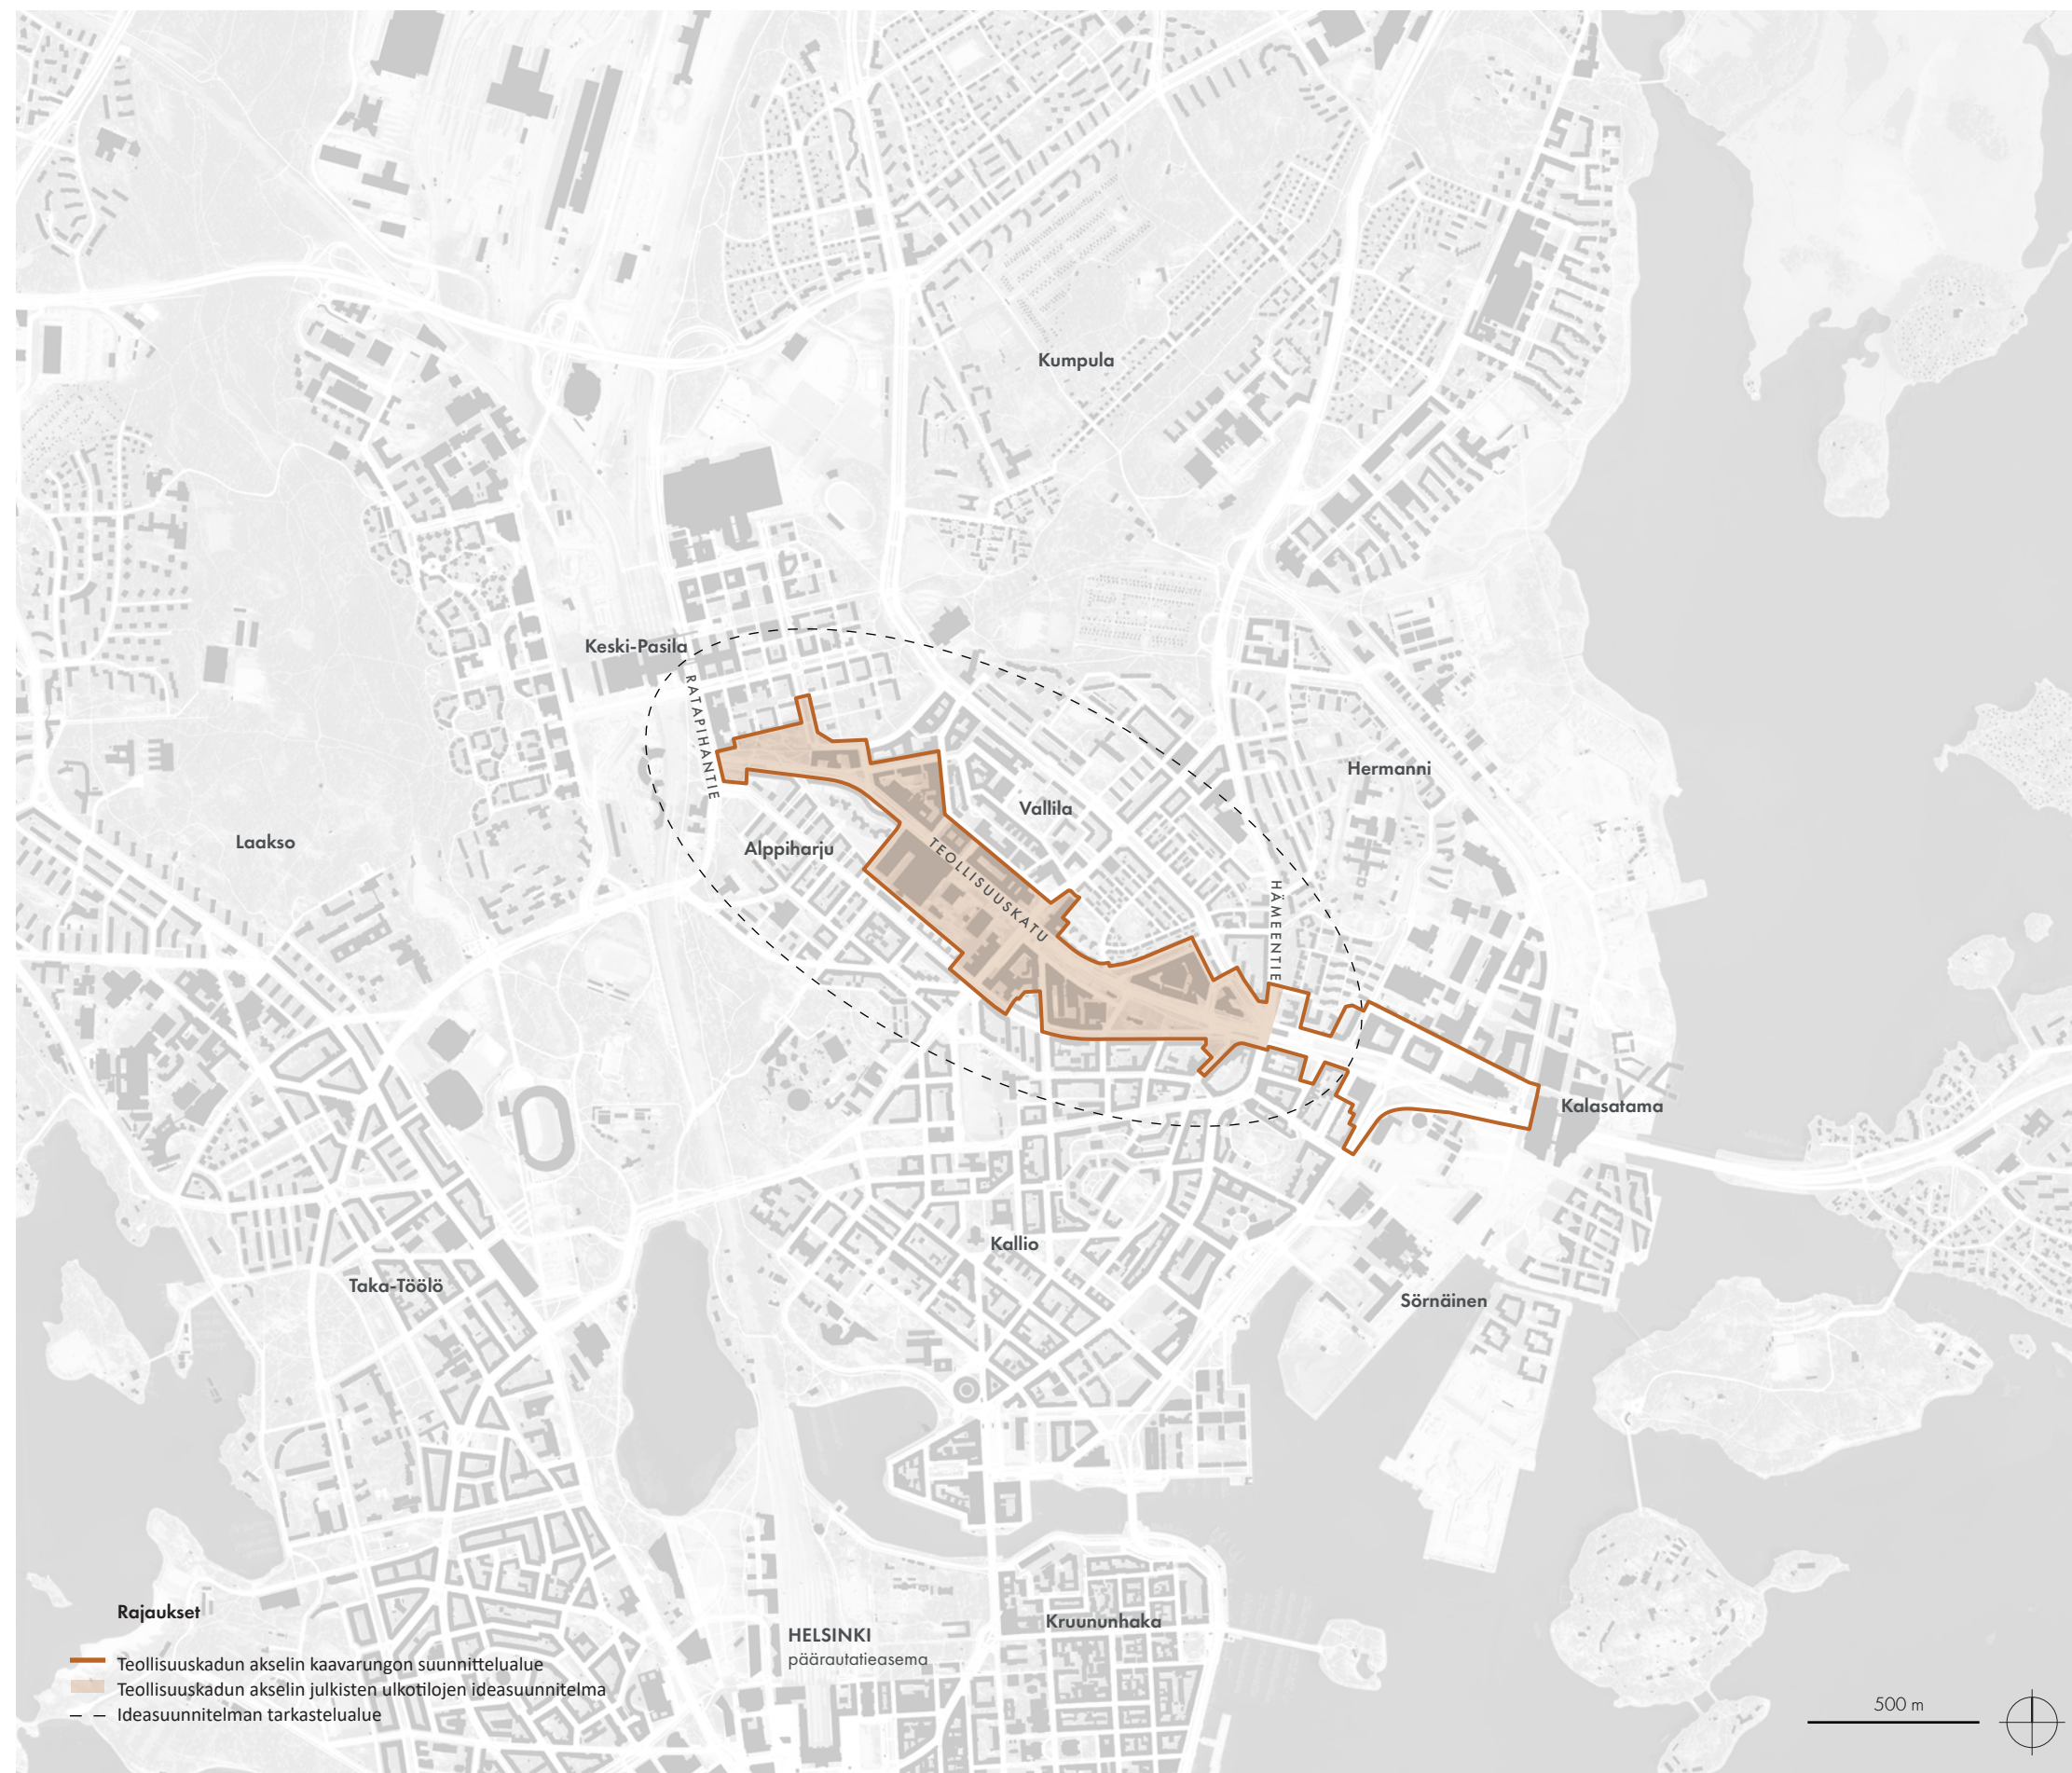 Kumpula
Keski-Pasila
RATAPIHANTIE
Hermanni
Vallila
Laakso
Alppiharju
TEOLLISUUSKATU
HÄMEENTIE
Kalasatama
Kallio
Taka-Töölö
Sörnäinen
Kruununhaka
HELSINKI
päärautatieasema
Rajaukset
Teollisuuskadun akselin kaavarungon suunnittelualue
Teollisuuskadun akselin julkisten ulkotilojen ideasuunnitelma
Ideasuunnitelman tarkastelualue
500 m